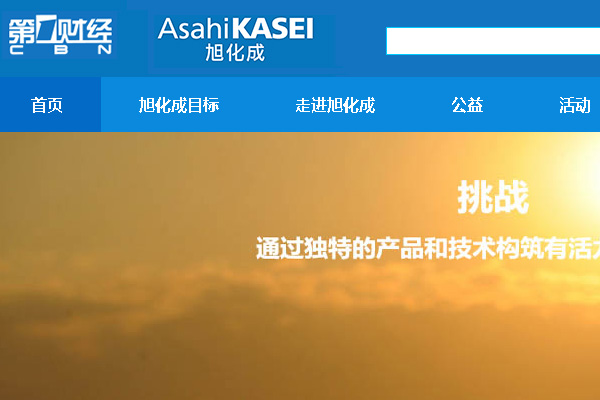 第一财经
CBN
AsahiKASEI
旭化成
首页 旭化成目标 走进旭化成 公益 活动
挑战
通过独特的产品和技术构筑有活